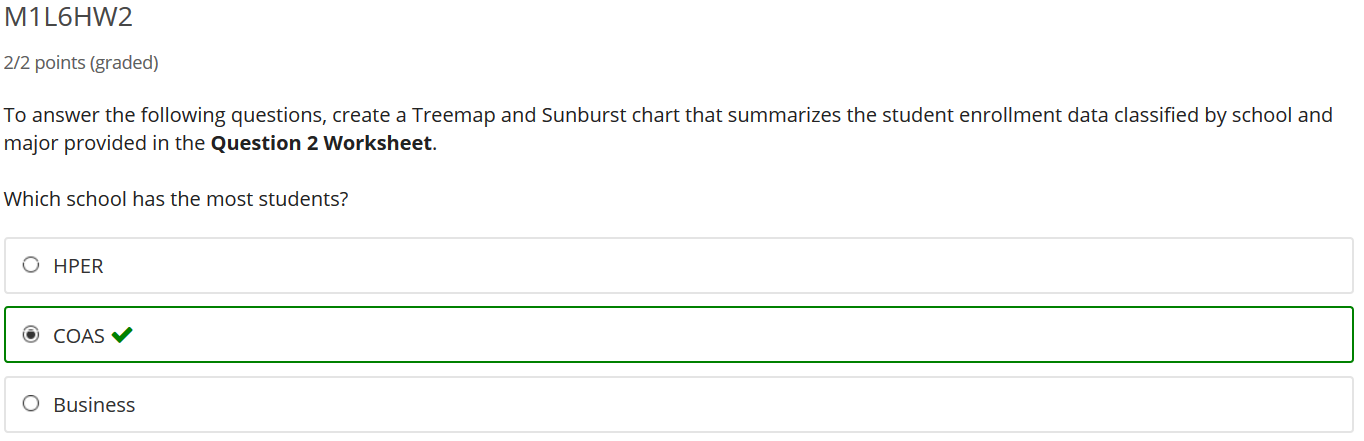 M1L6HW2
2/2 points (graded)
To answer the following questions, create a Treemap and Sunburst chart that summarizes the student enrollment data classified by school and
major provided in the Question 2 Worksheet.
Which school has the most students?
HPER
COAS
Business